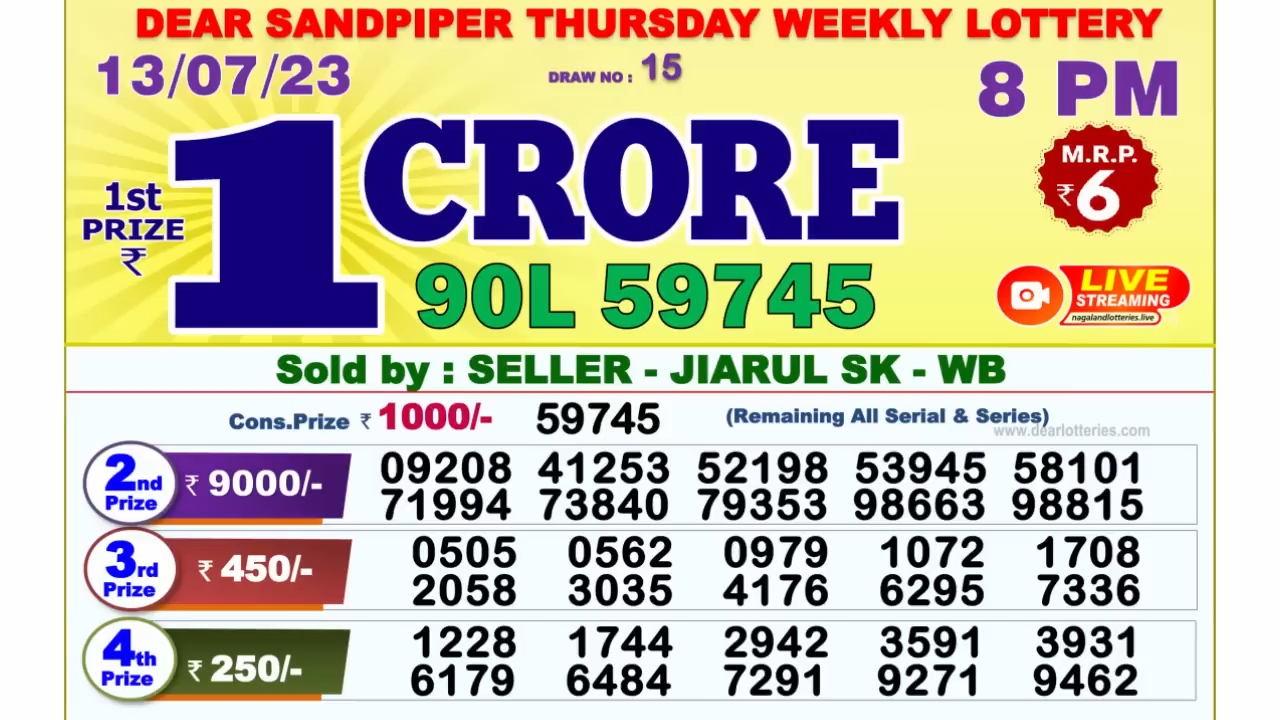 DEAR SANDPIPER THURSDAY WEEKLY LOTTERY
13/07/23
DRAW NO : 15
8 PM
1st
PRIZE
₹
1 CRORE
M.R.P.
₹ 6
90L 59745
LIVE
STREAMING
nagalandlotteries.live
Sold by : SELLER - JIARUL SK - WB
Cons.Prize ₹ 1000/- 59745 (Remaining All Serial & Series)
www.dearlotteries.com
2nd Prize ₹ 9000/-
09208 41253 52198 53945 58101
71994 73840 79353 98663 98815
3rd Prize ₹ 450/-
0505 0562 0979 1072 1708
2058 3035 4176 6295 7336
4th Prize ₹ 250/-
1228 1744 2942 3591 3931
6179 6484 7291 9271 9462